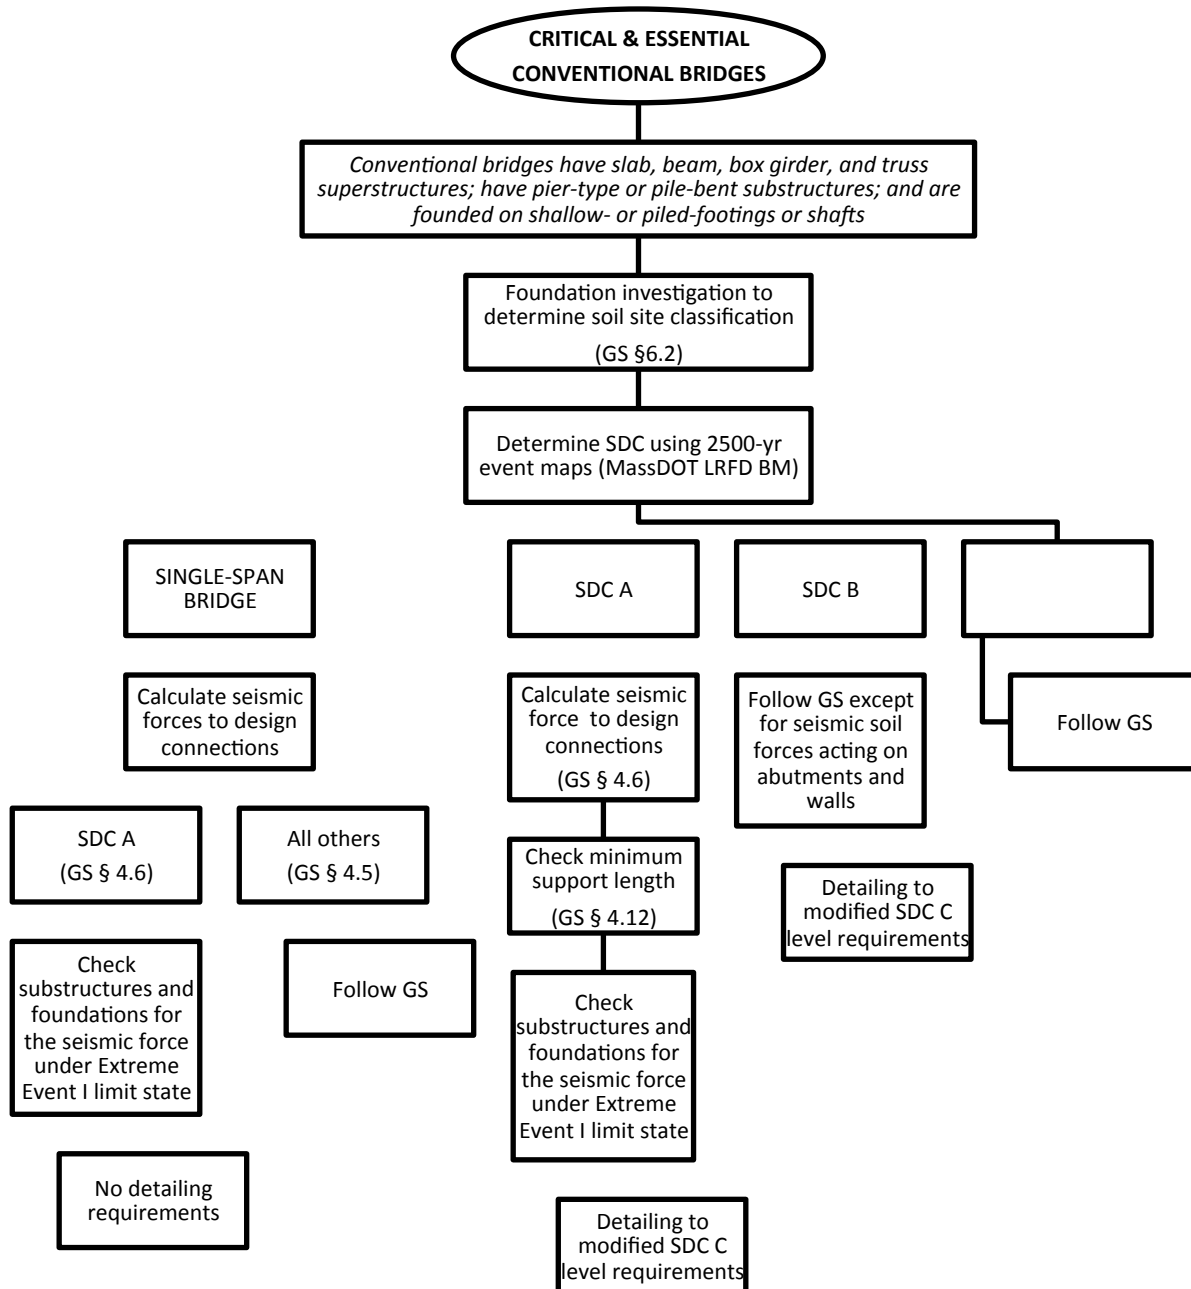 CRITICAL & ESSENTIAL
CONVENTIONAL BRIDGES
Conventional bridges have slab, beam, box girder, and truss
superstructures; have pier-type or pile-bent substructures; and are
founded on shallow- or piled-footings or shafts
Foundation investigation to
determine soil site classification
(GS §6.2)
Determine SDC using 2500-yr
event maps (MassDOT LRFD BM)
SINGLE-SPAN
BRIDGE
SDC A
SDC B
Calculate seismic
forces to design
connections
Calculate seismic
force to design
connections
(GS § 4.6)
Follow GS except
for seismic soil
forces acting on
abutments and
walls
Follow GS
SDC A
(GS § 4.6)
All others
(GS § 4.5)
Check minimum
support length
(GS § 4.12)
Detailing to
modified SDC C
level requirements
Check
substructures and
foundations for
the seismic force
under Extreme
Event I limit state
Follow GS
Check
substructures and
foundations for
the seismic force
under Extreme
Event I limit state
No detailing
requirements
Detailing to
modified SDC C
level requirements